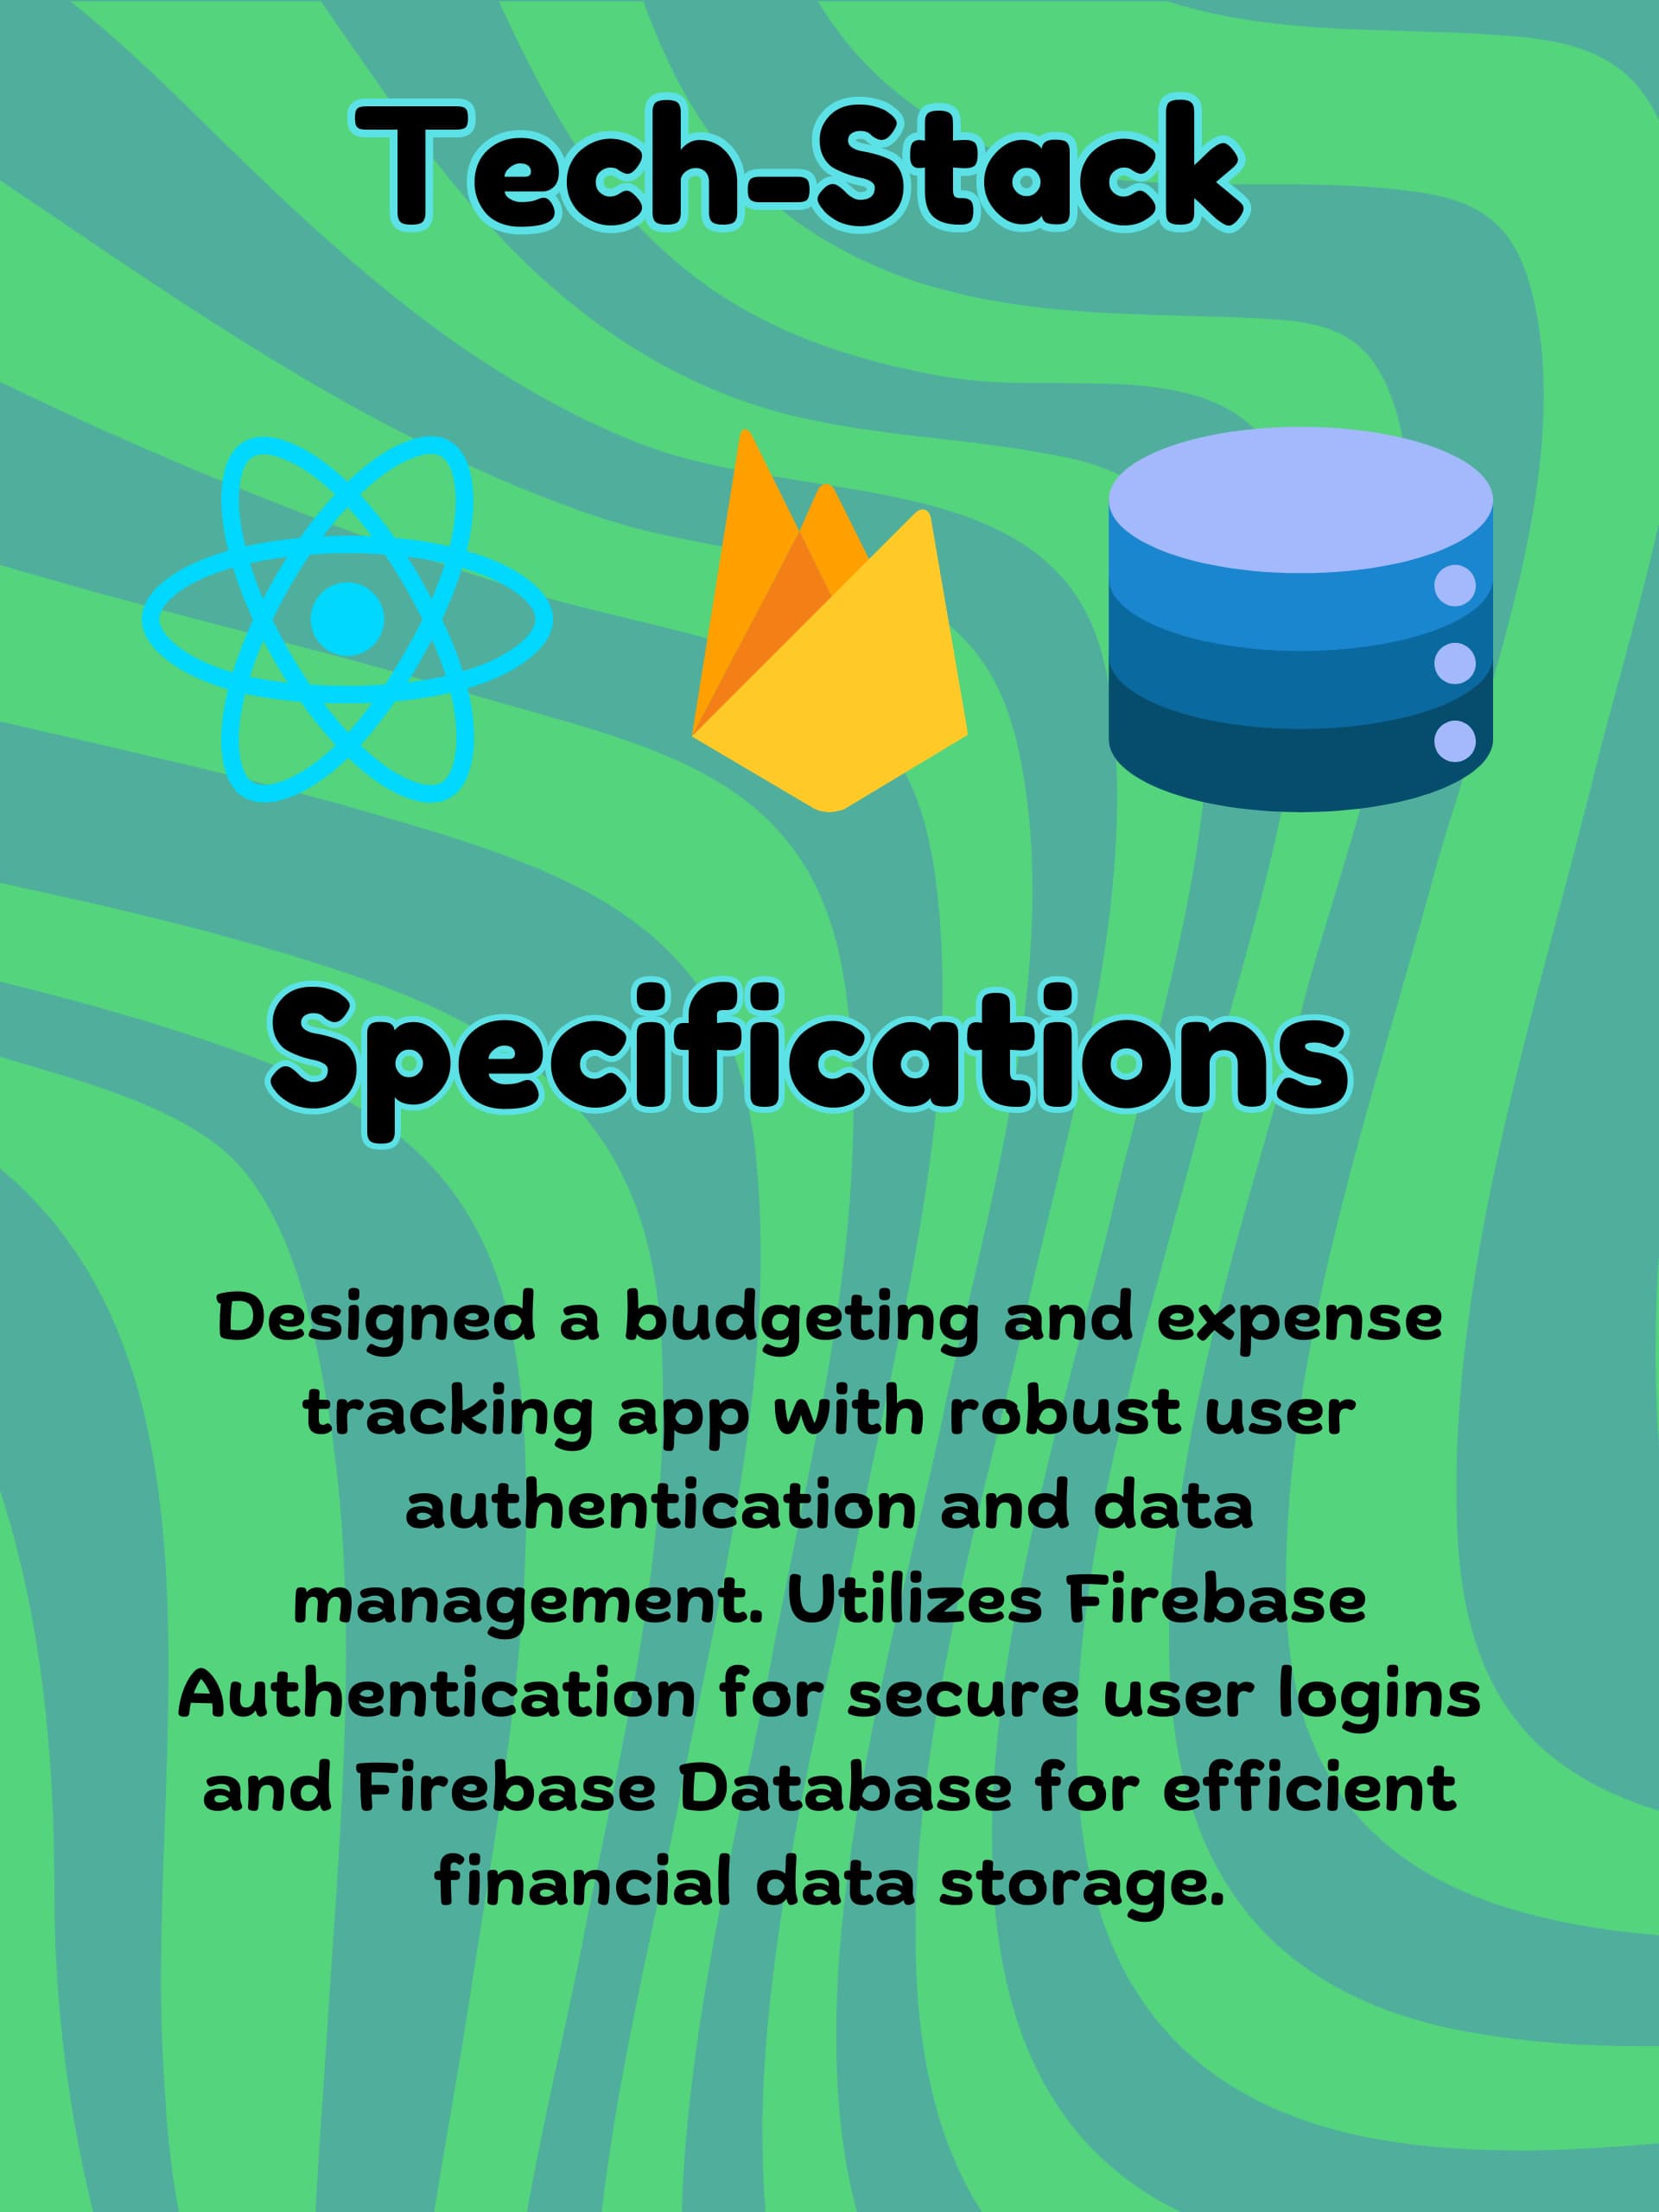 Tech-Stack
Specifications
Designed a budgeting and expense
tracking app with robust user
authentication and data
management. Utilizes Firebase
Authentication for secure user logins
and Firebase Database for efficient
financial data storage.